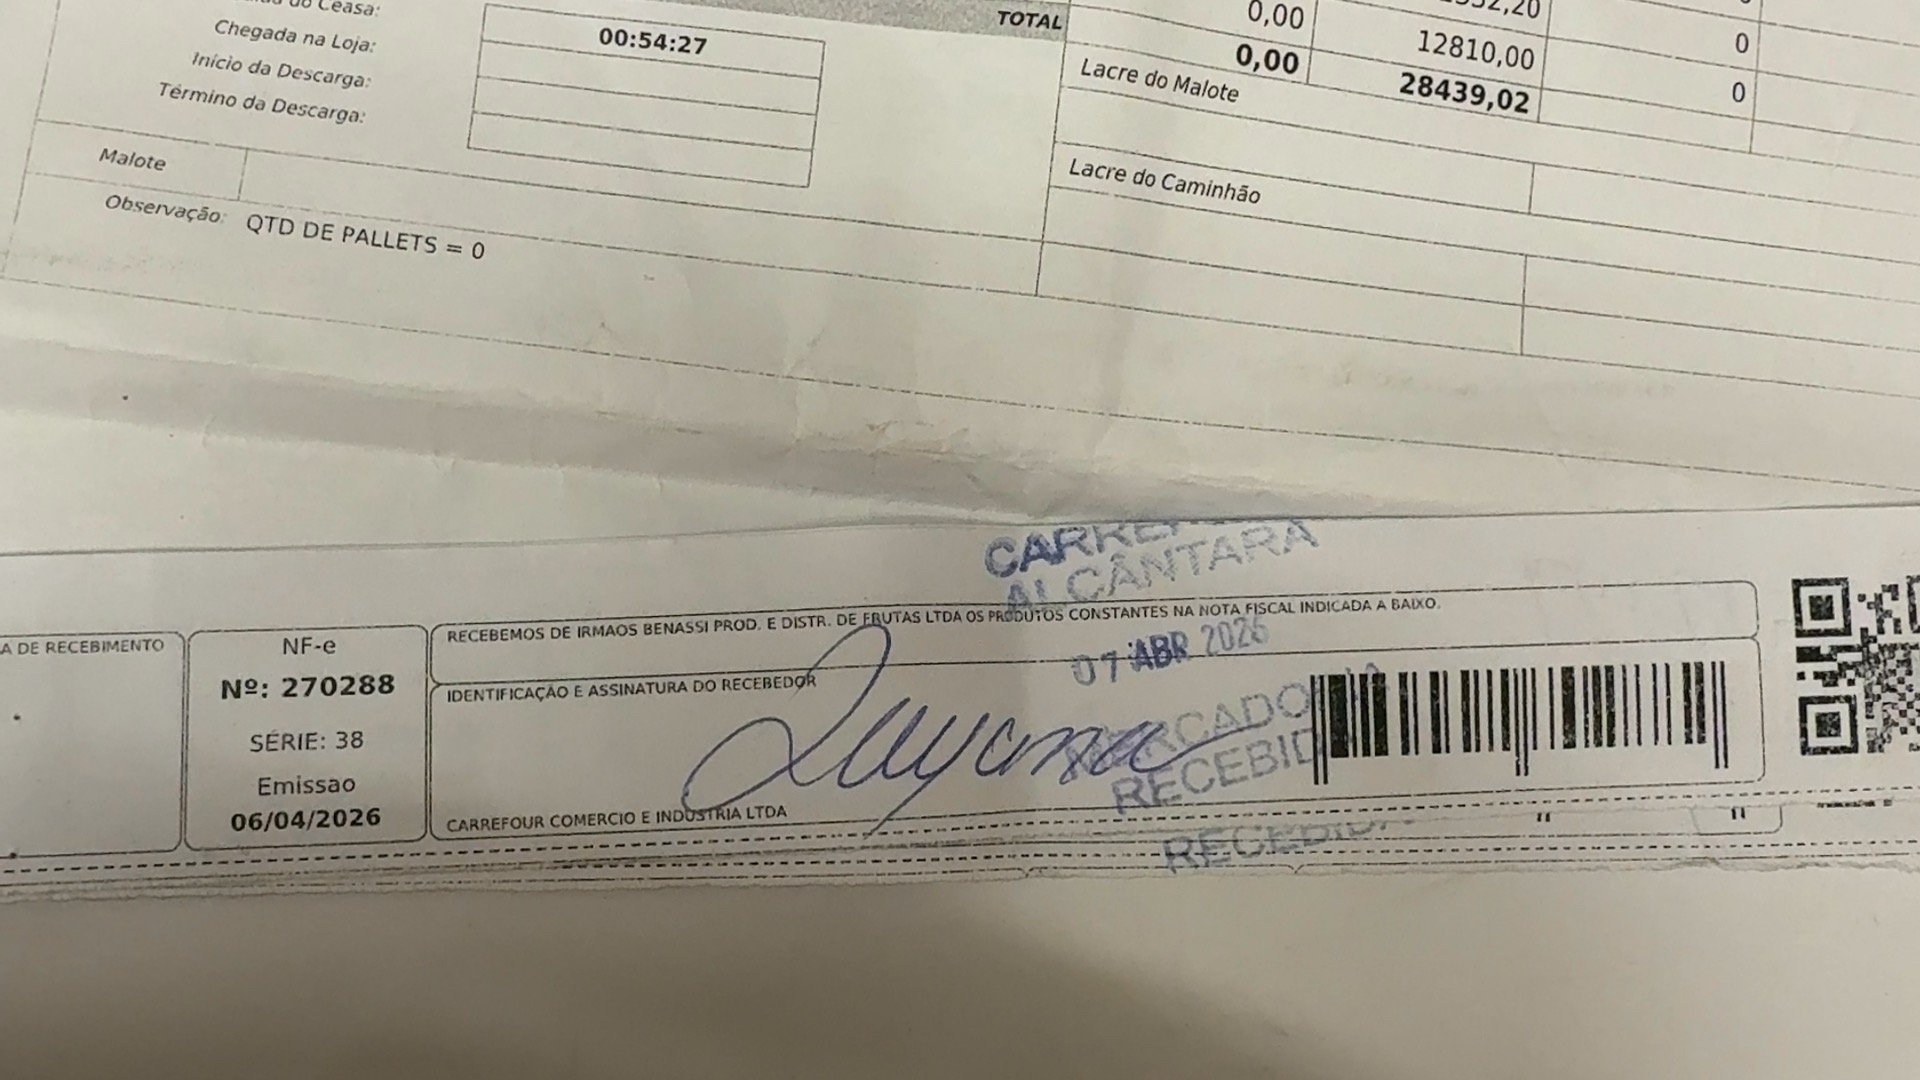 Ceasa:
Chegada na Loja:
00:54:27
Início da Descarga:
Término da Descarga:
TOTAL
0,00 12810,00 0
0,00 28439,02 0
Lacre do Malote
Lacre do Caminhão
Malote
Observação: QTD DE PALLETS = 0
ALCÂNTARA
A DE RECEBIMENTO
NF-e
Nº: 270288
SÉRIE: 38
Emissao
06/04/2026
RECEBEMOS DE IRMAOS BENASSI PROD. E DISTR. DE FRUTAS LTDA OS PRODUTOS CONSTANTES NA NOTA FISCAL INDICADA A BAIXO.
07 ABR 2026
IDENTIFICAÇÃO E ASSINATURA DO RECEBEDOR
Rayana
MERCADORIA
RECEBIDA
CARREFOUR COMERCIO E INDUSTRIA LTDA
RECEBIDA